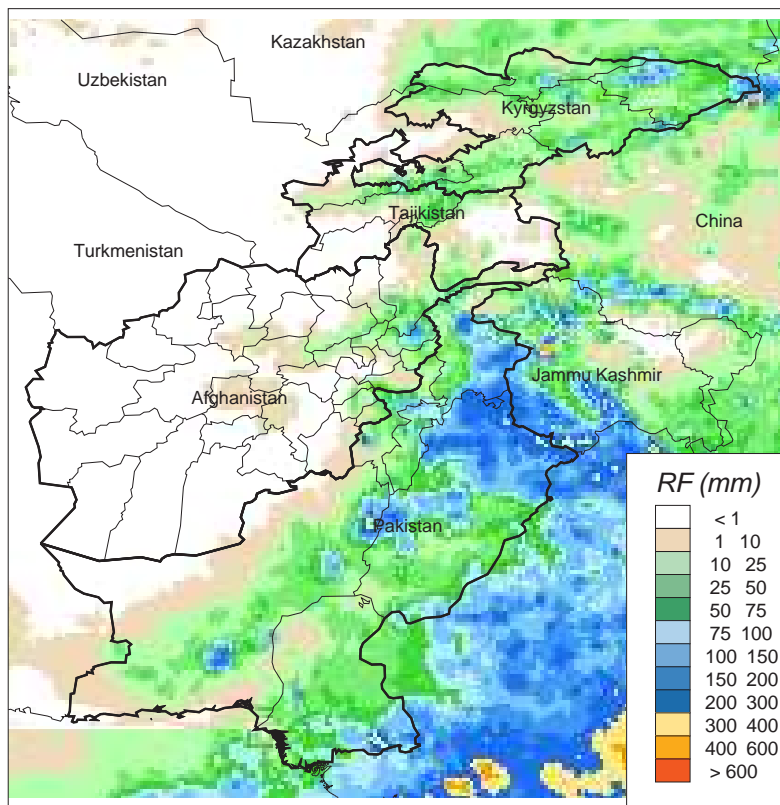 Kazakhstan
Uzbekistan
Kyrgyzstan
Tajikistan
China
Turkmenistan
Jammu Kashmir
Afghanistan
Pakistan
RF (mm)
< 1
1 10
10 25
25 50
50 75
75 100
100 150
150 200
200 300
300 400
400 600
> 600